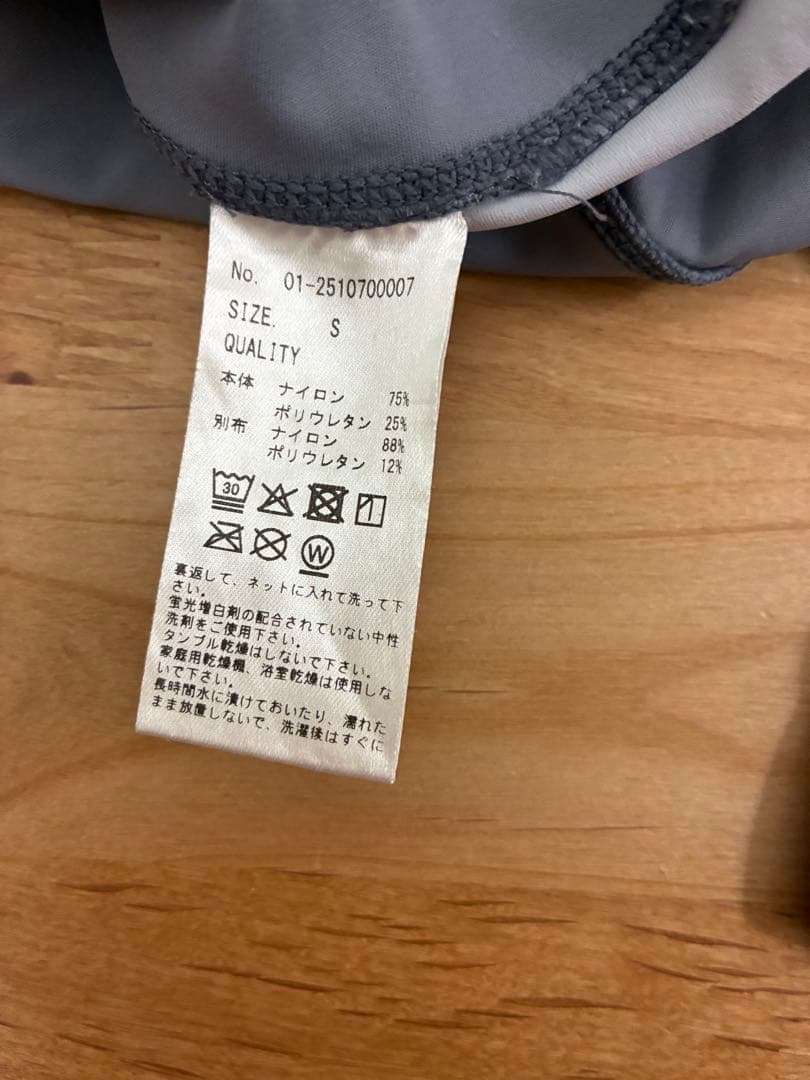 No. 01-2510700007
SIZE. S
QUALITY
本体 ナイロン 75%
ポリウレタン 25%
別布 ナイロン 88%
ポリウレタン 12%
30
W
裏返して、ネットに入れて洗って下
さい。
蛍光増白剤の配合されていない中性
洗剤をご使用下さい。
タンブル乾燥はしないで下さい。
家庭用乾燥機、浴室乾燥は使用しな
いで下さい。
長時間水に漬けておいたり、濡れた
まま放置しないで、洗濯後はすぐに